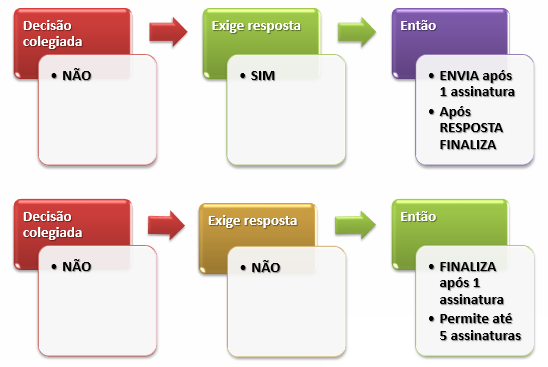 Decisão
colegiada
• NÃO
Exige resposta
• SIM
Então
• ENVIA após
1 assinatura
• Após
RESPOSTA
FINALIZA
Decisão
colegiada
• NÃO
Exige resposta
• NÃO
Então
• FINALIZA
após 1
assinatura
• Permite até
5 assinaturas